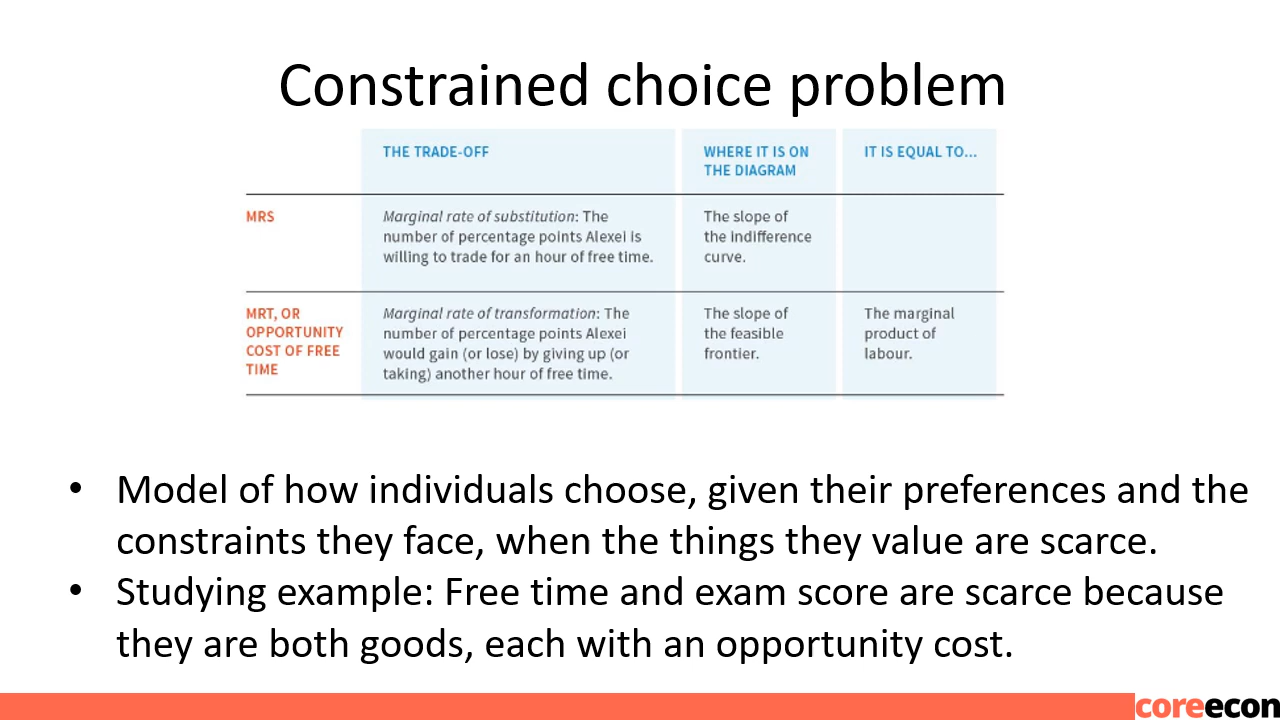 Constrained choice problem
THE TRADE-OFF
WHERE IT IS ON
THE DIAGRAM
IT IS EQUAL TO...
MRS
Marginal rate of substitution: The
number of percentage points Alexei is
willing to trade for an hour of free time.
The slope of
the indifference
curve.
MRT, OR
OPPORTUNITY
COST OF FREE
TIME
Marginal rate of transformation: The
number of percentage points Alexei
would gain (or lose) by giving up (or
taking) another hour of free time.
The slope of
the feasible
frontier.
The marginal
product of
labour.
• Model of how individuals choose, given their preferences and the
constraints they face, when the things they value are scarce.
• Studying example: Free time and exam score are scarce because
they are both goods, each with an opportunity cost.
coreecon